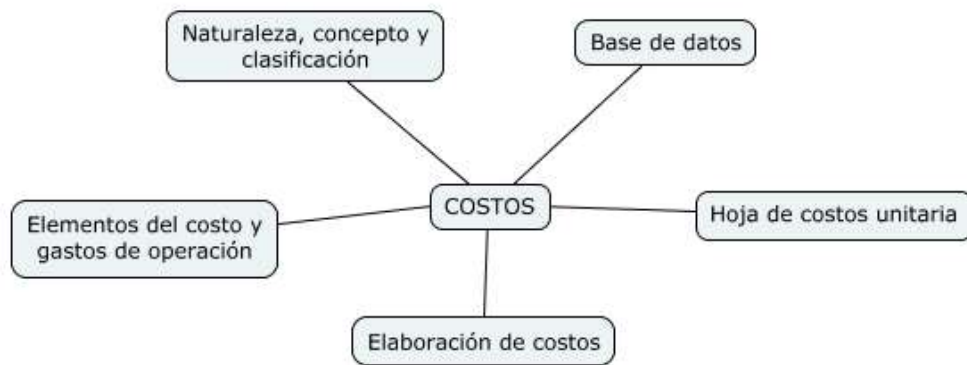 Naturaleza, concepto y
clasificación
Base de datos
COSTOS
Elementos del costo y
gastos de operación
Hoja de costos unitaria
Elaboración de costos